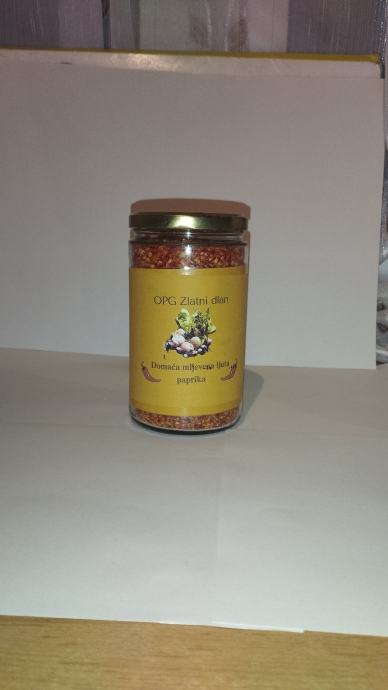 OPG Zlatni dlan
Domaća mljevena ljuta
paprika